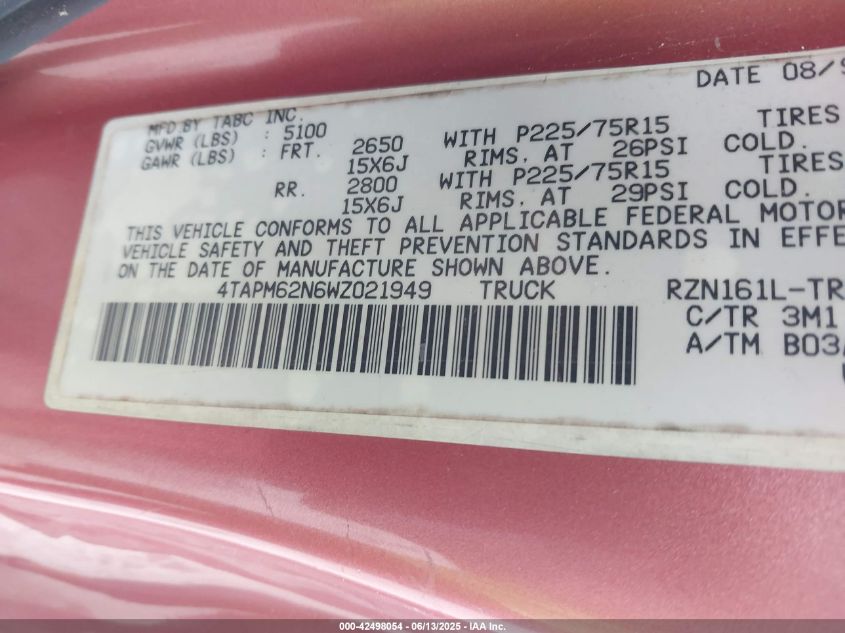 DATE 08/9
MFD.BY TABC INC.
GVWR (LBS) : 5100
GAWR (LBS) : FRT. 2650 WITH P225/75R15 TIRES
15X6J RIMS, AT 26PSI COLD.
RR. 2800 WITH P225/75R15 TIRES
15X6J RIMS, AT 29PSI COLD.
THIS VEHICLE CONFORMS TO ALL APPLICABLE FEDERAL MOTOR
VEHICLE SAFETY AND THEFT PREVENTION STANDARDS IN EFFE
ON THE DATE OF MANUFACTURE SHOWN ABOVE.
4TAPM62N6WZ021949 TRUCK RZN161L-TR
C/TR 3M1
A/TM B03/
000-42498054 - 06/13/2025 - IAA Inc.